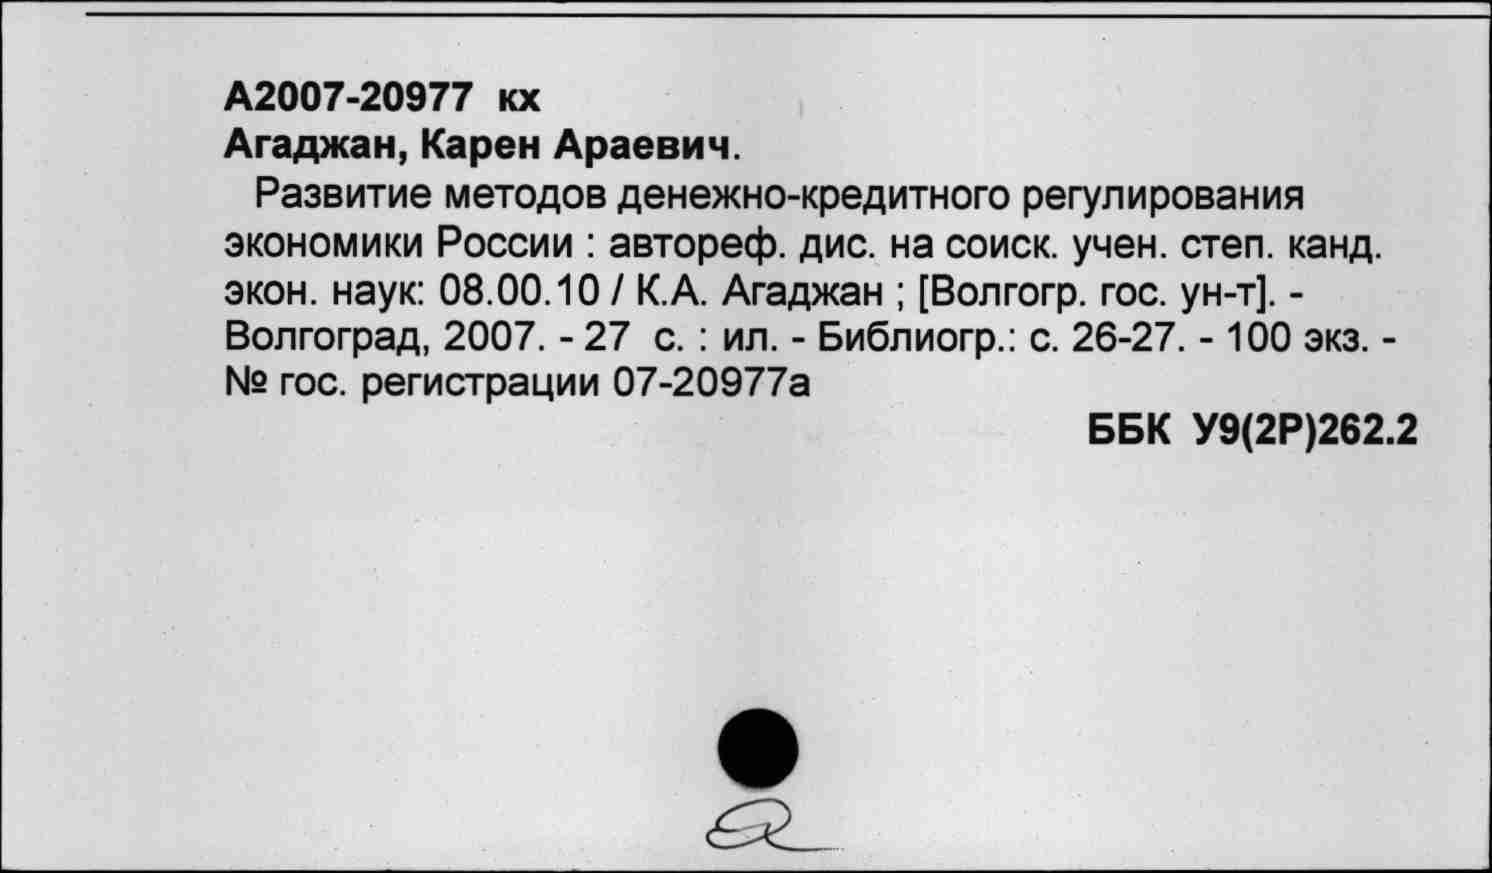 А2007-20977 кх
Агаджан, Карен Араевич.
Развитие методов денежно-кредитного регулирования
экономики России : автореф. дис. на соиск. учен. степ. канд.
экон. наук: 08.00.10 / К.А. Агаджан ; [Волгогр. гос. ун-т]. -
Волгоград, 2007. - 27 с. : ил. - Библиогр.: с. 26-27. - 100 экз. -
№ гос. регистрации 07-20977а
ББК У9(2Р)262.2